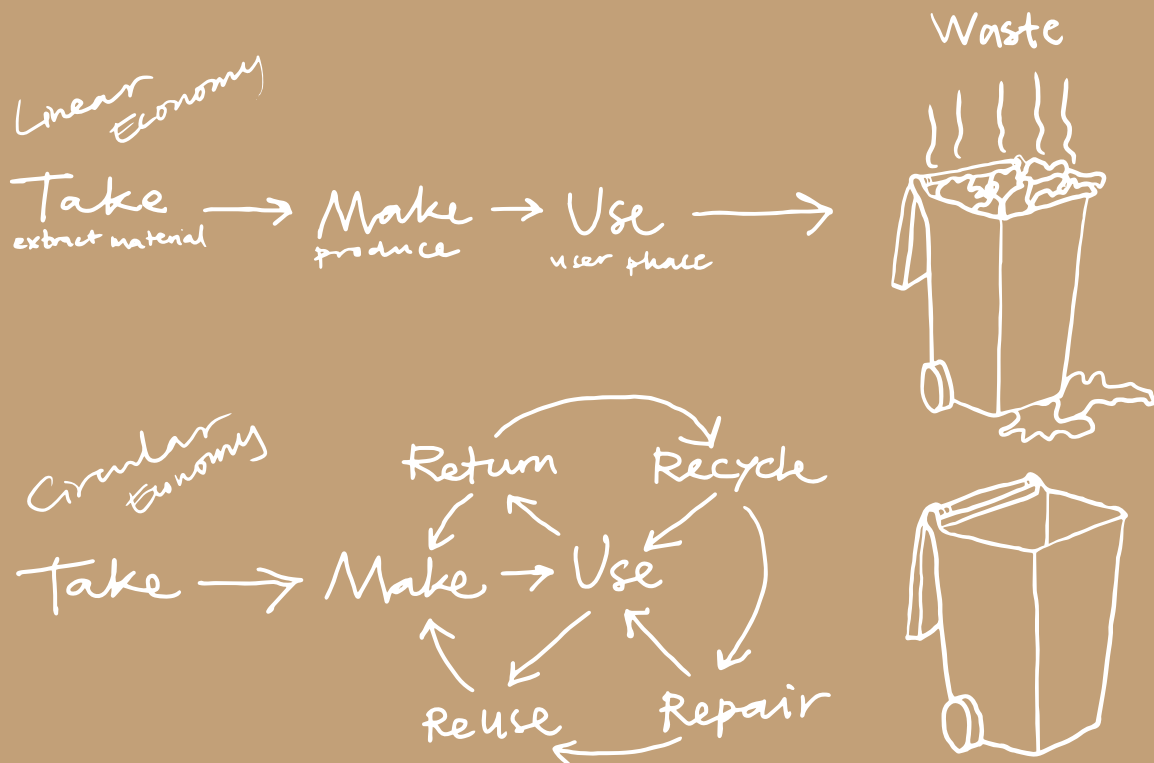 Waste
Linear
Economy
Take
extract material
Make
produce
Use
user phace
Circular
Economy
Return
Recycle
Take
Make
Use
Reuse
Repair